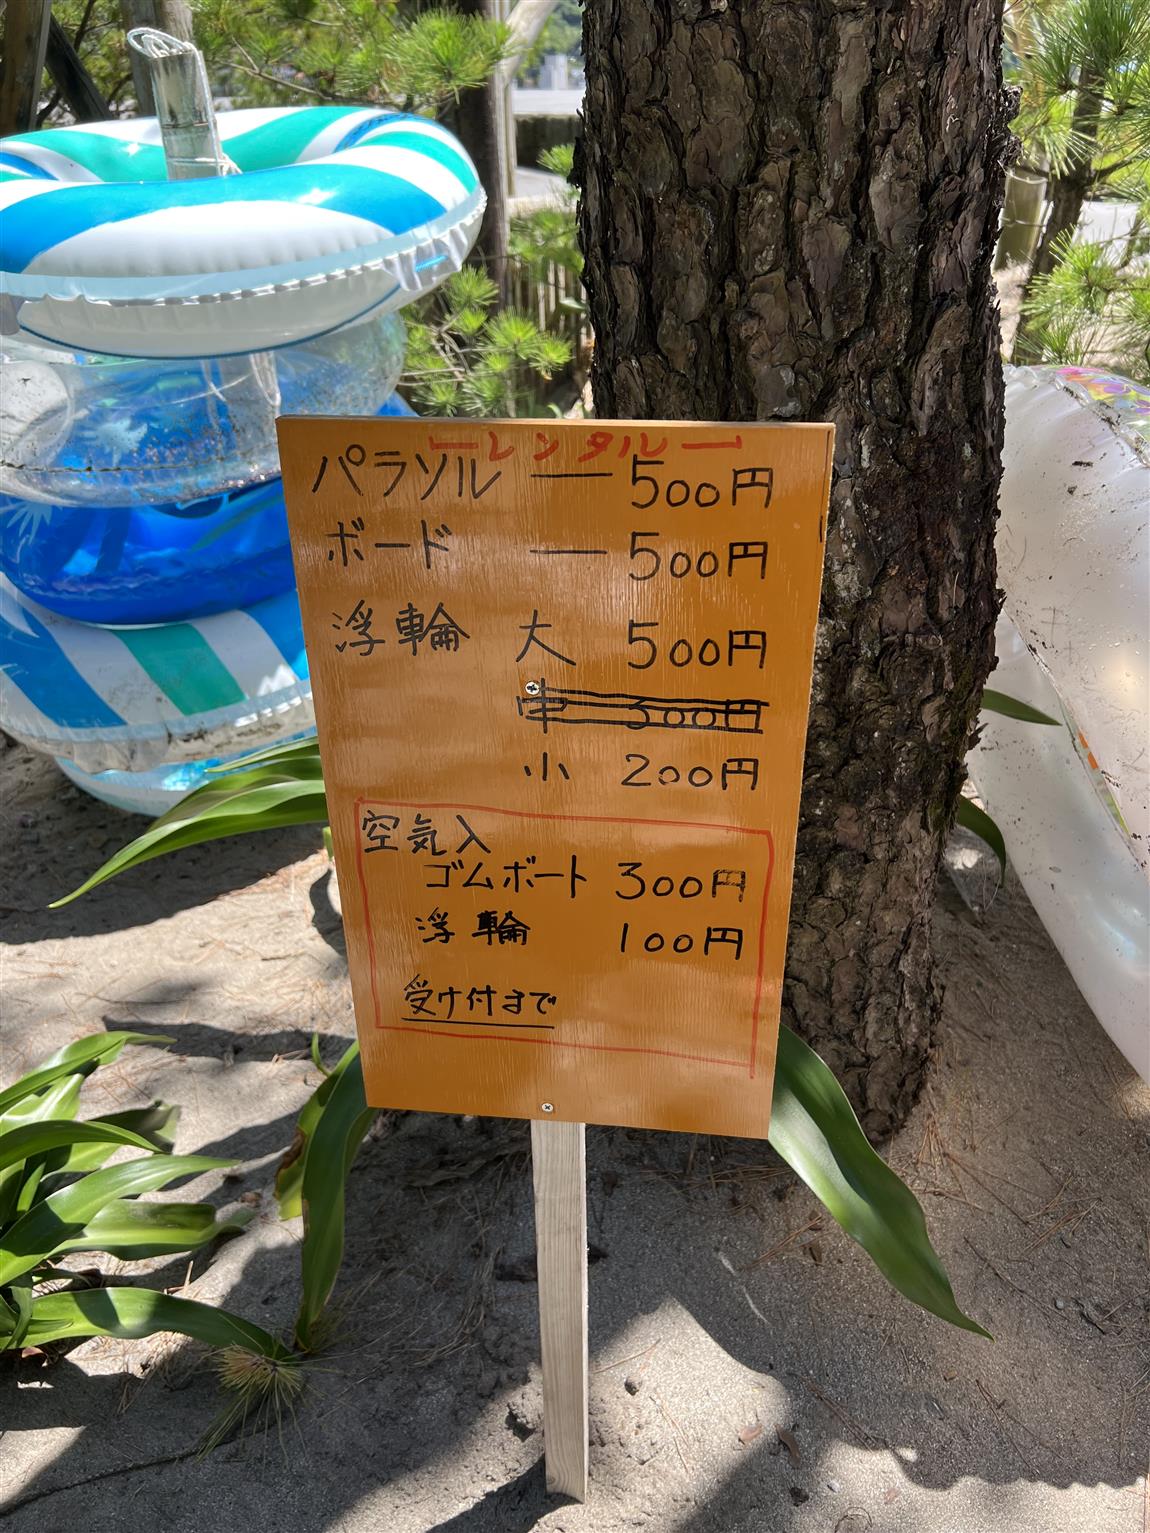 ーレンタルー
パラソル — 500円
ボード — 500円
浮輪 大 500円
中 300円
小 200円
空気入
ゴムボート 300円
浮輪 100円
受け付まで